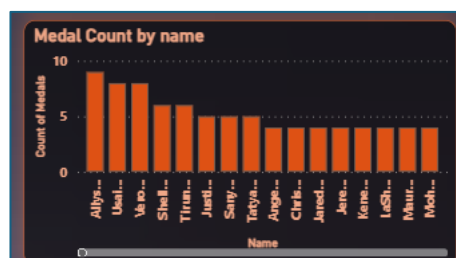 Medal Count by name
Count of Medals
10
5
0
Allys...
Usai...
Vero...
Shell...
Tirun...
Justi...
Sany...
Tatya...
Ange...
Chris...
Jared...
Jere...
Kene...
LaSh...
Maur...
Moh...
Name